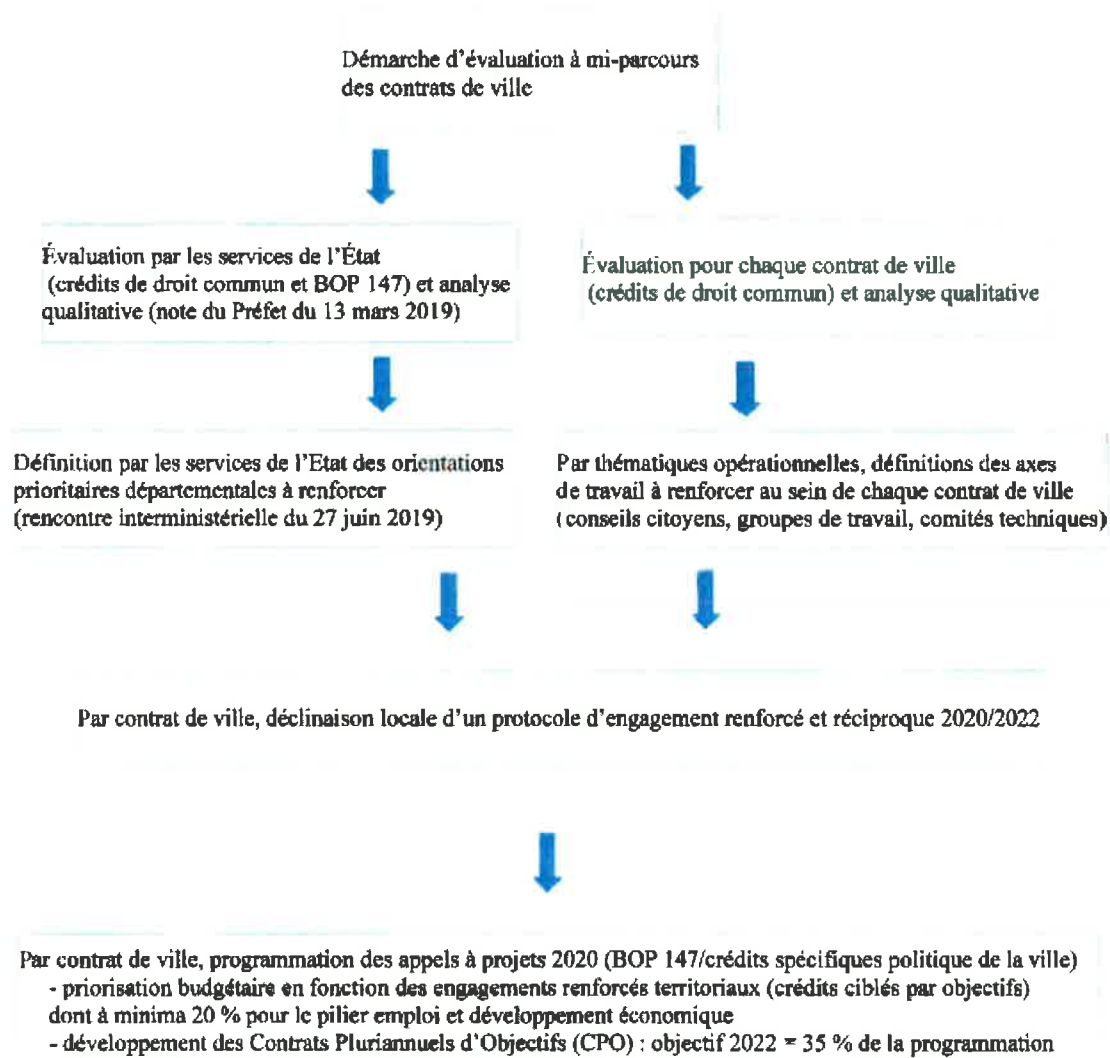 Démarche d'évaluation à mi-parcours
des contrats de ville
Évaluation par les services de l'État
(crédits de droit commun et BOP 147) et analyse
qualitative (note du Préfet du 13 mars 2019)
Évaluation pour chaque contrat de ville
(crédits de droit commun) et analyse qualitative
Définition par les services de l'Etat des orientations
prioritaires départementales à renforcer
(rencontre interministérielle du 27 juin 2019)
Par thématiques opérationnelles, définitions des axes
de travail à renforcer au sein de chaque contrat de ville
(conseils citoyens, groupes de travail, comités techniques)
Par contrat de ville, déclinaison locale d'un protocole d'engagement renforcé et réciproque 2020/2022
Par contrat de ville, programmation des appels à projets 2020 (BOP 147/crédits spécifiques politique de la ville)
- priorisation budgétaire en fonction des engagements renforcés territoriaux (crédits ciblés par objectifs)
dont à minima 20 % pour le pilier emploi et développement économique
- développement des Contrats Pluriannuels d'Objectifs (CPO) : objectif 2022 = 35 % de la programmation